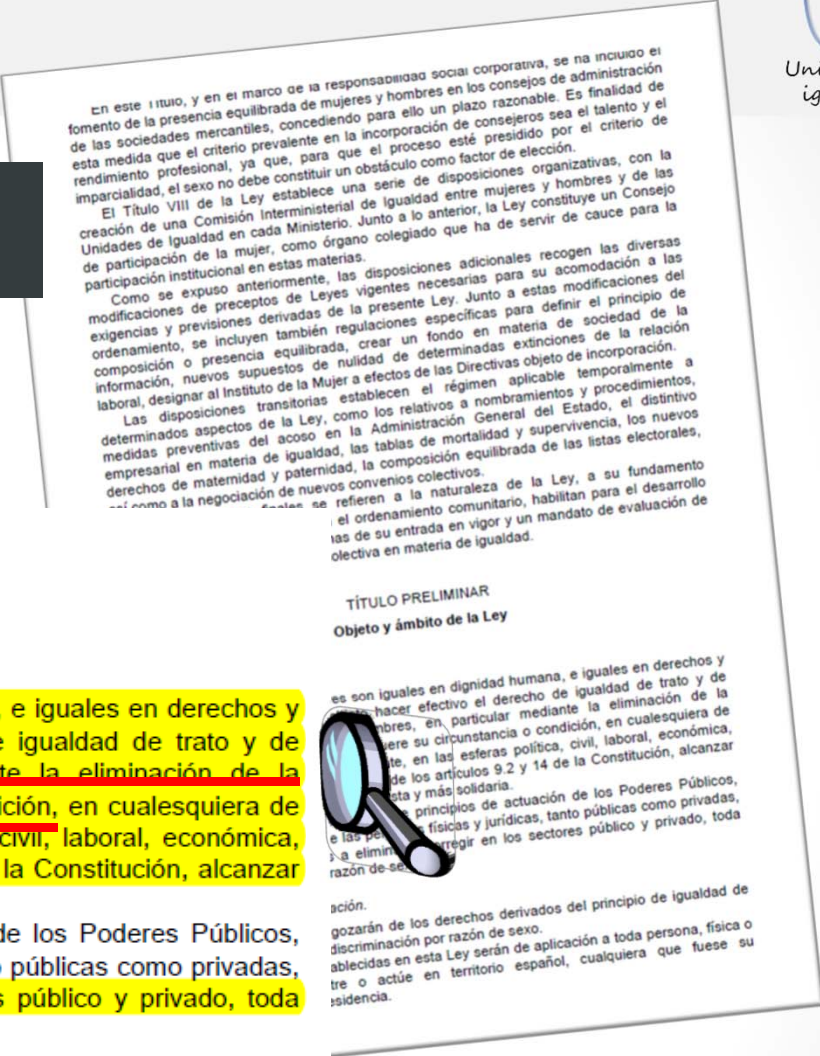 Uni
ig
En este Título, y en el marco de la responsabilidad social corporativa, se ha incluido el
fomento de la presencia equilibrada de mujeres y hombres en los consejos de administración
de las sociedades mercantiles, concediendo para ello un plazo razonable. Es finalidad de
esta medida que el criterio prevalente en la incorporación de consejeros sea el talento y el
rendimiento profesional, ya que, para que el proceso esté presidido por el criterio de
imparcialidad, el sexo no debe constituir un obstáculo como factor de elección.
El Título VIII de la Ley establece una serie de disposiciones organizativas, con la
creación de una Comisión Interministerial de Igualdad entre mujeres y hombres y de las
Unidades de Igualdad en cada Ministerio. Junto a lo anterior, la Ley constituye un Consejo
de participación de la mujer, como órgano colegiado que ha de servir de cauce para la
participación institucional en estas materias.
Como se expuso anteriormente, las disposiciones adicionales recogen las diversas
modificaciones de preceptos de Leyes vigentes necesarias para su acomodación a las
exigencias y previsiones derivadas de la presente Ley. Junto a estas modificaciones del
ordenamiento, se incluyen también regulaciones específicas para definir el principio de
composición o presencia equilibrada, crear un fondo en materia de sociedad de la
información, nuevos supuestos de nulidad de determinadas extinciones de la relación
laboral, designar al Instituto de la Mujer a efectos de las Directivas objeto de incorporación.
Las disposiciones transitorias establecen el régimen aplicable temporalmente a
determinados aspectos de la Ley, como los relativos a nombramientos y procedimientos,
medidas preventivas del acoso en la Administración General del Estado, el distintivo
empresarial en materia de igualdad, las tablas de mortalidad y supervivencia, los nuevos
derechos de maternidad y paternidad, la composición equilibrada de las listas electorales,
así como a la negociación de nuevos convenios colectivos.
finales se refieren a la naturaleza de la Ley, a su fundamento
el ordenamiento comunitario, habilitan para el desarrollo
has de su entrada en vigor y un mandato de evaluación de
olectiva en materia de igualdad.
TÍTULO PRELIMINAR
Objeto y ámbito de la Ley
es son iguales en dignidad humana, e iguales en derechos y
hacer efectivo el derecho de igualdad de trato y de
mbres, en particular mediante la eliminación de la
uere su circunstancia o condición, en cualesquiera de
te, en las esferas política, civil, laboral, económica,
de los artículos 9.2 y 14 de la Constitución, alcanzar
sta y más solidaria.
principios de actuación de los Poderes Públicos,
e las físicas y jurídicas, tanto públicas como privadas,
s a elimin rregir en los sectores público y privado, toda
razón de se
ación.
gozarán de los derechos derivados del principio de igualdad de
discriminación por razón de sexo.
ablecidas en esta Ley serán de aplicación a toda persona, física o
tre o actúe en territorio español, cualquiera que fuese su
esidencia.
, e iguales en derechos y
e igualdad de trato y de
te la eliminación de la
ición, en cualesquiera de
civil, laboral, económica,
la Constitución, alcanzar
de los Poderes Públicos,
o públicas como privadas,
s público y privado, toda